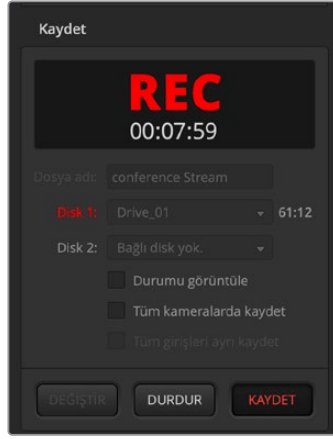 Kaydet
REC
00:07:59
Dosya adı: conference Stream
Disk 1: Drive_01 61:12
Disk 2: Bağlı disk yok.
Durumu görüntüle
Tüm kameralarda kaydet
Tüm girişleri ayrı kaydet
DEĞİŞTİR DURDUR KAYDET